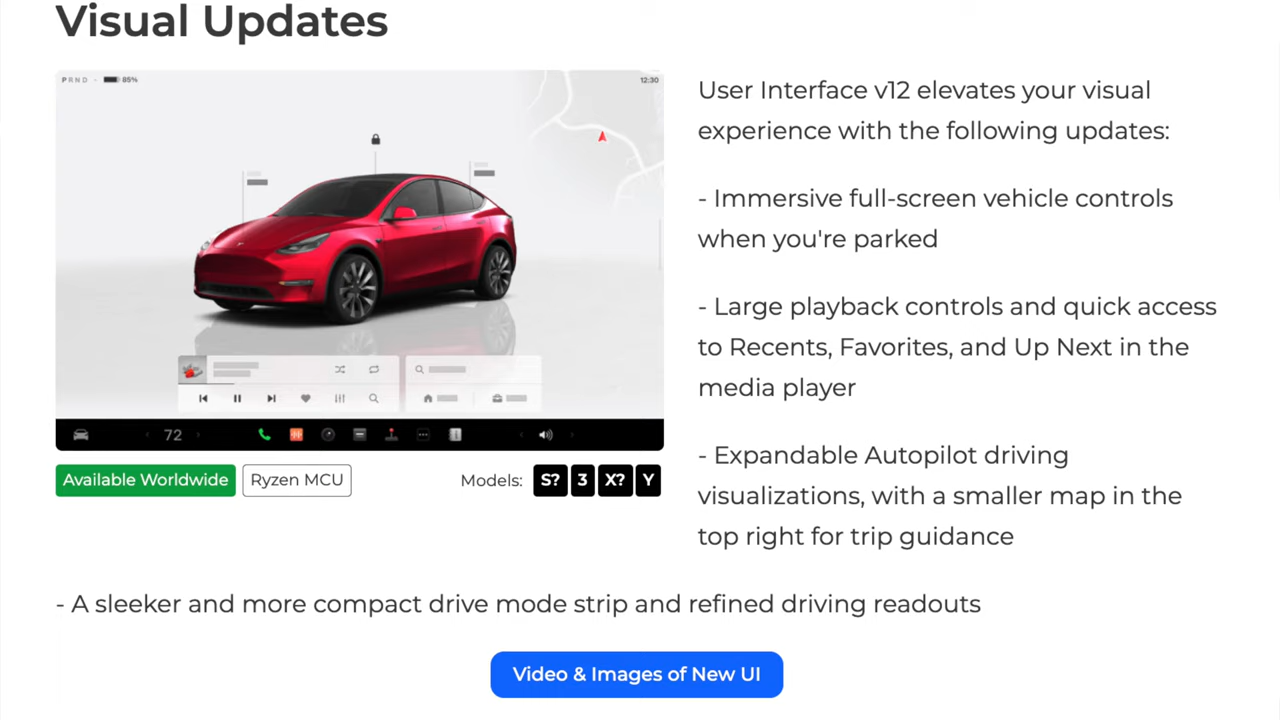 Visual Updates
P R N D
85%
12:30
72
Available Worldwide
Ryzen MCU
Models: S? 3 X? Y
User Interface v12 elevates your visual
experience with the following updates:
- Immersive full-screen vehicle controls
when you're parked
- Large playback controls and quick access
to Recents, Favorites, and Up Next in the
media player
- Expandable Autopilot driving
visualizations, with a smaller map in the
top right for trip guidance
- A sleeker and more compact drive mode strip and refined driving readouts
Video & Images of New UI